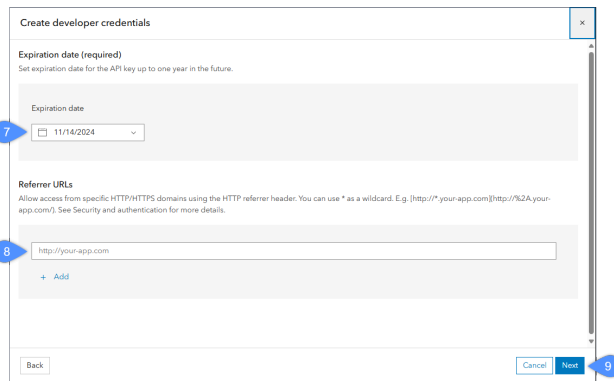 Create developer credentials
×
Expiration date (required)
Set expiration date for the API key up to one year in the future.
Expiration date
7
11/14/2024
Referrer URLs
Allow access from specific HTTP/HTTPS domains using the HTTP referrer header. You can use * as a wildcard. E.g. [http://*.your-app.com](http://%2A.your-
app.com/). See Security and authentication for more details.
8
http://your-app.com
+ Add
Back
Cancel
Next
9